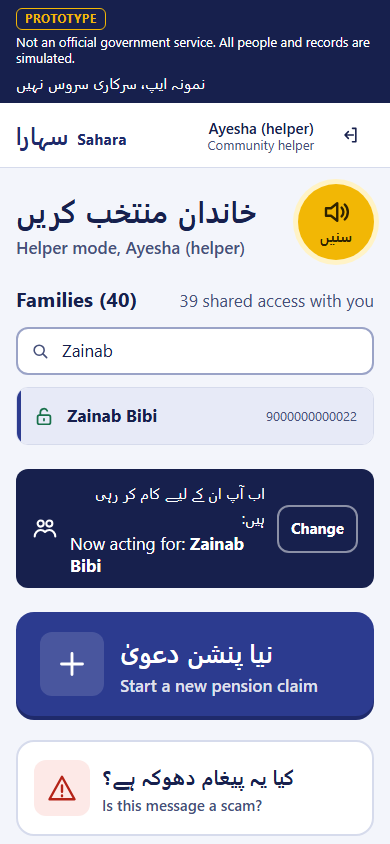 PROTOTYPE
Not an official government service. All people and records are
simulated.
نمونہ ایپ، سرکاری سروس نہیں
سہارا Sahara
Ayesha (helper)
Community helper
خاندان منتخب کریں
Helper mode, Ayesha (helper)
سنیں
Families (40)
39 shared access with you
Zainab
Zainab Bibi
9000000000022
اب آپ ان کے لیے کام کر رہی
ہیں:
Now acting for: Zainab
Bibi
Change
نیا پنشن دعویٰ
Start a new pension claim
کیا یہ پیغام دھوکہ ہے؟
Is this message a scam?